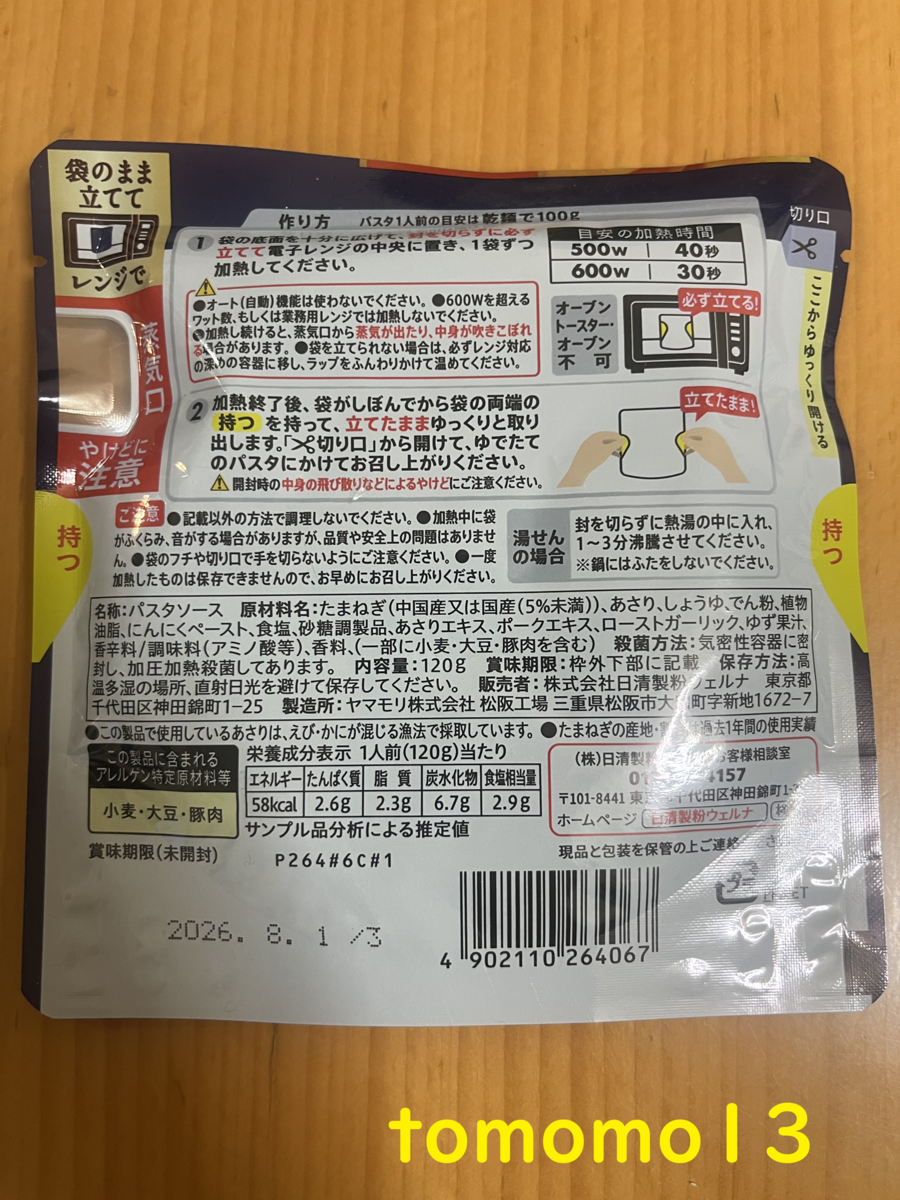 袋のまま
立てて
レンジで
蒸気口
やけどに
注意
持つ
作り方 パスタ1人前の目安は乾麺で100g
1 袋の底面を十分に広げて、封を切らずに必ず
立てて電子レンジの中央に置き、1袋ずつ
加熱してください。
目安の加熱時間
500W 40秒
600W 30秒
●オート(自動)機能は使わないでください。●600Wを超える
ワット数、もしくは業務用レンジでは加熱しないでください。
●加熱し続けると、蒸気口から蒸気が出たり、中身が吹きこぼれ
る場合があります。●袋を立てられない場合は、必ずレンジ対応
の深めの容器に移し、ラップをふんわりかけて温めてください。
オーブン
トースター・
オーブン
不可
必ず立てる!
2 加熱終了後、袋がしぼんでから袋の両端の
持つ を持って、立てたままゆっくりと取り
出します。「✂切り口」から開けて、ゆでたて
のパスタにかけてお召し上がりください。
⚠開封時の中身の飛び散りなどによるやけどにご注意ください。
立てたまま!
切り口
ここからゆっくり開ける
持つ
ご注意 ●記載以外の方法で調理しないでください。●加熱中に袋
がふくらみ、音がする場合がありますが、品質や安全上の問題はありませ
ん。●袋のフチや切り口で手を切らないようにご注意ください。●一度
加熱したものは保存できませんので、お早めにお召し上がりください。
湯せん
の場合
封を切らずに熱湯の中に入れ、
1〜3分沸騰させてください。
※鍋にはふたをしないでください。
名称:パスタソース 原材料名:たまねぎ(中国産又は国産(5%未満))、あさり、しょうゆ、でん粉、植物
油脂、にんにくペースト、食塩、砂糖調製品、あさりエキス、ポークエキス、ローストガーリック、ゆず果汁、
香辛料/調味料(アミノ酸等)、香料、(一部に小麦・大豆・豚肉を含む) 殺菌方法:気密性容器に密
封し、加圧加熱殺菌してあります。 内容量:120g 賞味期限:枠外下部に記載 保存方法:高
温多湿の場所、直射日光を避けて保存してください。 販売者:株式会社日清製粉ウェルナ 東京都
千代田区神田錦町1-25 製造所:ヤマモリ株式会社 松阪工場 三重県松阪市大 町字新地1672-7
●この製品で使用しているあさりは、えび・かにが混じる漁法で採取しています。 ●たまねぎの産地・ 過去1年間の使用実績
この製品に含まれる
アレルゲン特定原材料等
小麦・大豆・豚肉
栄養成分表示 1人前(120g)当たり
エネルギー たんぱく質 脂質 炭水化物 食塩相当量
58kcal 2.6g 2.3g 6.7g 2.9g
サンプル品分析による推定値
(株)日清製粉 お客様相談室
4157
〒101-8441 東 千代田区神田錦町1-
ホームページ 日清製粉ウェルナ
現品と包装を保管の上ご連絡
賞味期限(未開封)
P264#6C#1
2026. 8. 1 /3
4 902110 264067
tomomo13